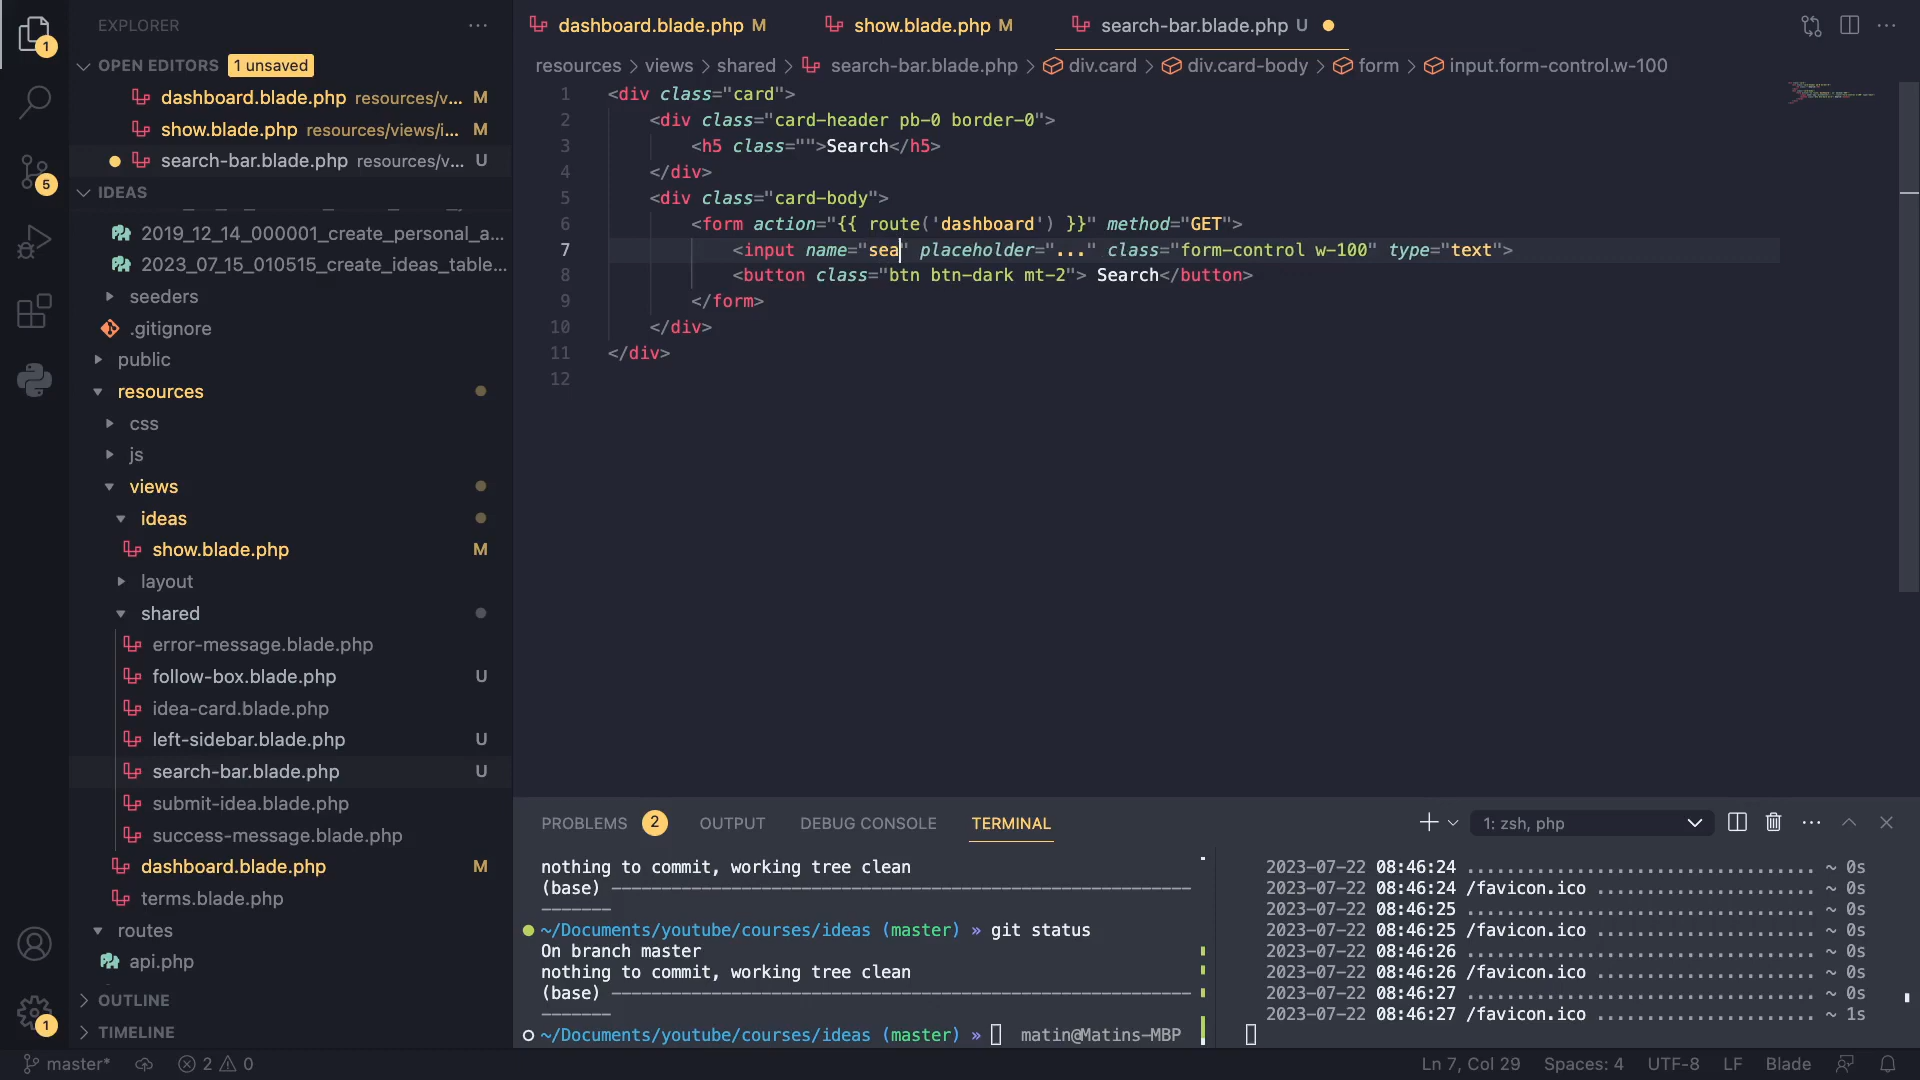 EXPLORER
OPEN EDITORS 1 unsaved
dashboard.blade.php resources/v... M
show.blade.php resources/views/i... M
search-bar.blade.php resources/v... U
IDEAS
2019_12_14_000001_create_personal_a...
2023_07_15_010515_create_ideas_table...
seeders
.gitignore
public
resources
css
js
views
ideas
show.blade.php M
layout
shared
error-message.blade.php
follow-box.blade.php U
idea-card.blade.php
left-sidebar.blade.php U
search-bar.blade.php U
submit-idea.blade.php
success-message.blade.php
dashboard.blade.php M
terms.blade.php
routes
api.php
OUTLINE
TIMELINE
1
5
1
dashboard.blade.php M show.blade.php M search-bar.blade.php U
resources > views > shared > search-bar.blade.php > div.card > div.card-body > form > input.form-control.w-100
1 <div class="card">
2 <div class="card-header pb-0 border-0">
3 <h5 class="">Search</h5>
4 </div>
5 <div class="card-body">
6 <form action="{{ route('dashboard') }}" method="GET">
7 <input name="sea" placeholder="..." class="form-control w-100" type="text">
8 <button class="btn btn-dark mt-2"> Search</button>
9 </form>
10 </div>
11 </div>
12
PROBLEMS 2 OUTPUT DEBUG CONSOLE TERMINAL 1: zsh, php
nothing to commit, working tree clean
(base) ----------
~/Documents/youtube/courses/ideas (master) » git status
On branch master
nothing to commit, working tree clean
(base) ----------
~/Documents/youtube/courses/ideas (master) » matin@Matins-MBP
2023-07-22 08:46:24 ................................. ~ 0s
2023-07-22 08:46:24 /favicon.ico ..................... ~ 0s
2023-07-22 08:46:25 ................................. ~ 0s
2023-07-22 08:46:25 /favicon.ico ..................... ~ 0s
2023-07-22 08:46:26 ................................. ~ 0s
2023-07-22 08:46:26 /favicon.ico ..................... ~ 0s
2023-07-22 08:46:27 ................................. ~ 0s
2023-07-22 08:46:27 /favicon.ico ..................... ~ 1s
master* 2 0 Ln 7, Col 29 Spaces: 4 UTF-8 LF Blade